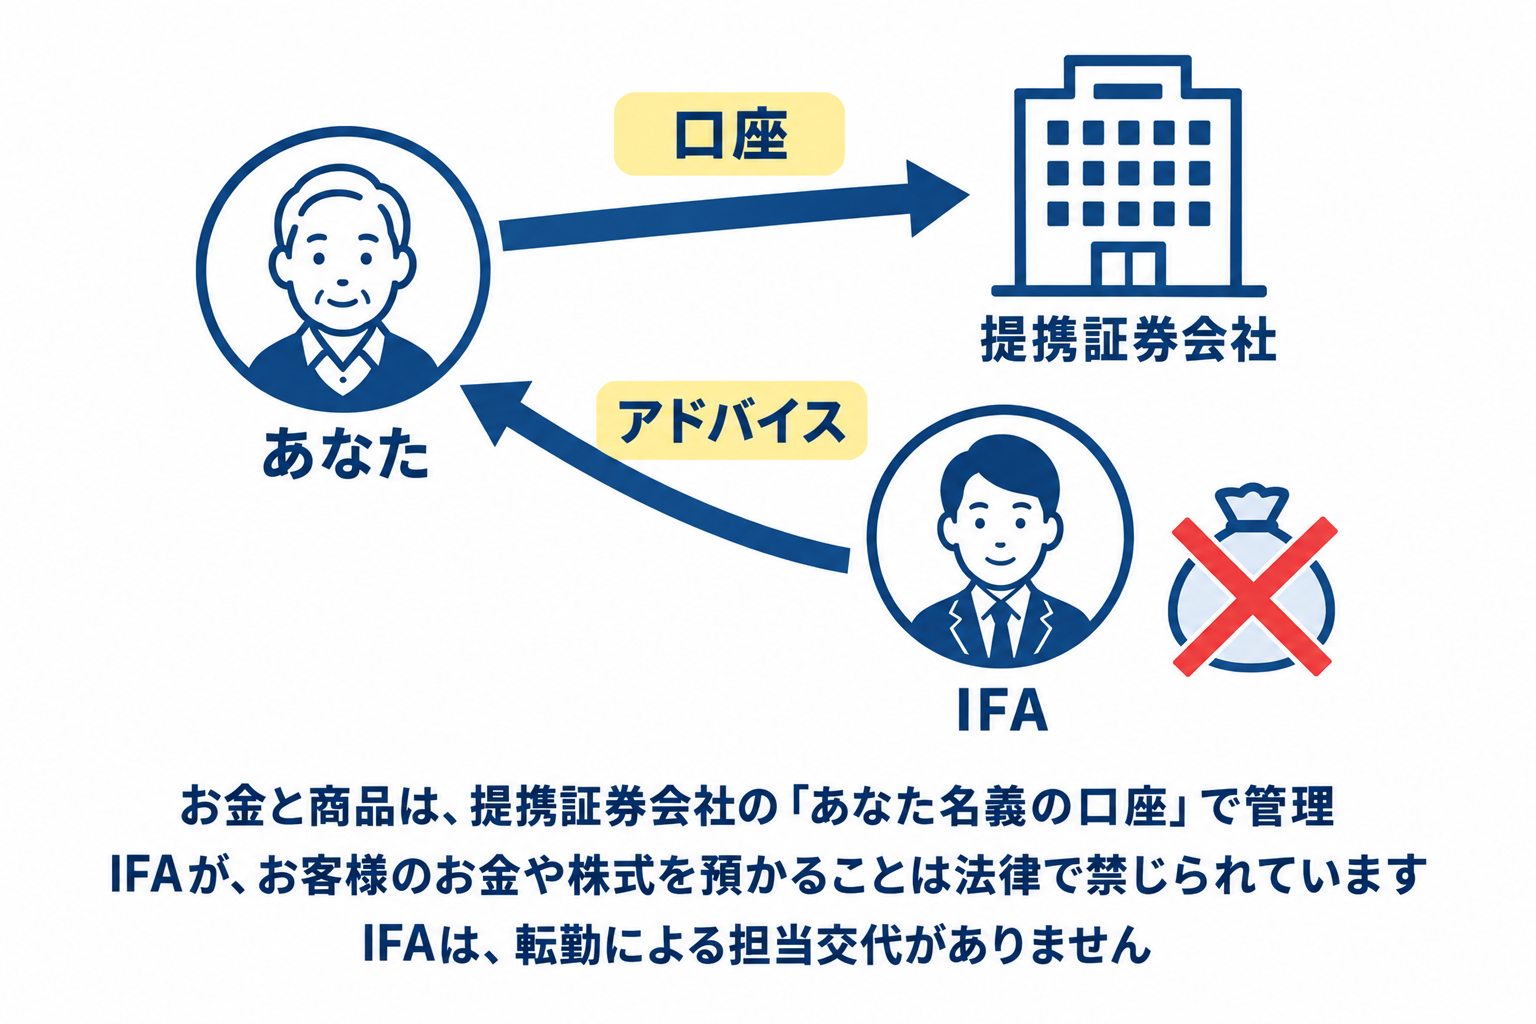 口座
提携証券会社
あなた
アドバイス
IFA
お金と商品は、提携証券会社の「あなた名義の口座」で管理
IFAが、お客様のお金や株式を預かることは法律で禁じられています
IFAは、転勤による担当交代がありません